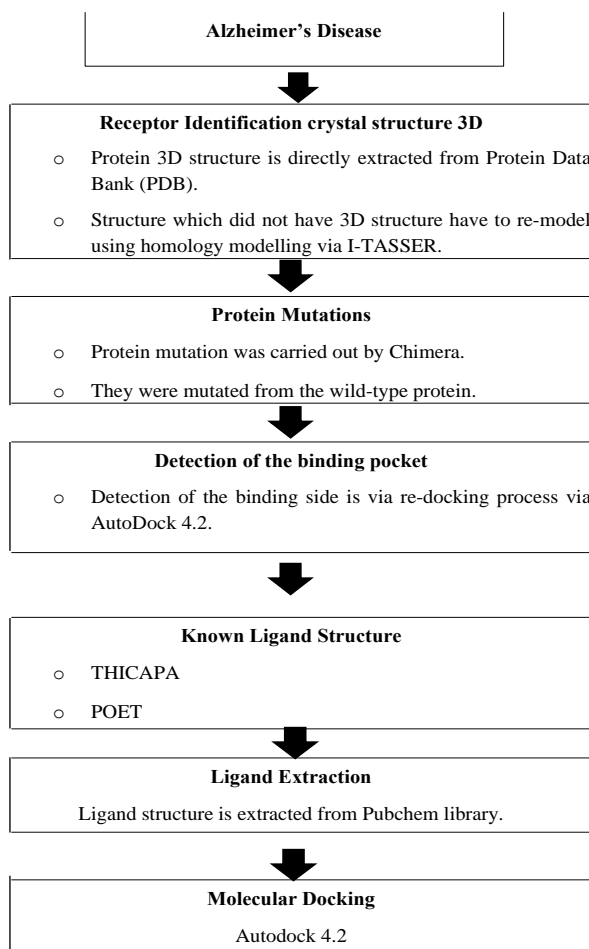 Alzheimer's Disease
Receptor Identification crystal structure 3D
o Protein 3D structure is directly extracted from Protein Data
Bank (PDB).
o Structure which did not have 3D structure have to re-model
using homology modelling via I-TASSER.
Protein Mutations
o Protein mutation was carried out by Chimera.
o They were mutated from the wild-type protein.
Detection of the binding pocket
o Detection of the binding side is via re-docking process via
AutoDock 4.2.
Known Ligand Structure
o THICAPA
o POET
Ligand Extraction
Ligand structure is extracted from Pubchem library.
Molecular Docking
Autodock 4.2